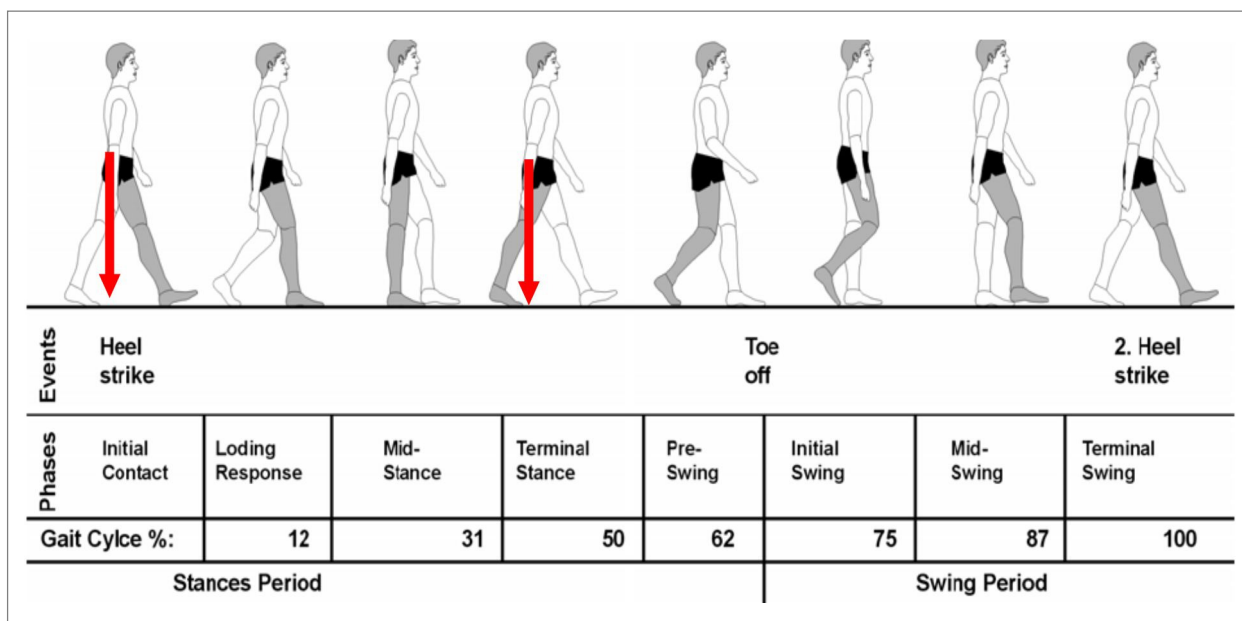 Events
Heel
strike
Toe
off
2. Heel
strike
Phases
Initial
Contact
Loding
Response
Mid-
Stance
Terminal
Stance
Pre-
Swing
Initial
Swing
Mid-
Swing
Terminal
Swing
Gait Cylce %: 12 31 50 62 75 87 100
Stances Period Swing Period